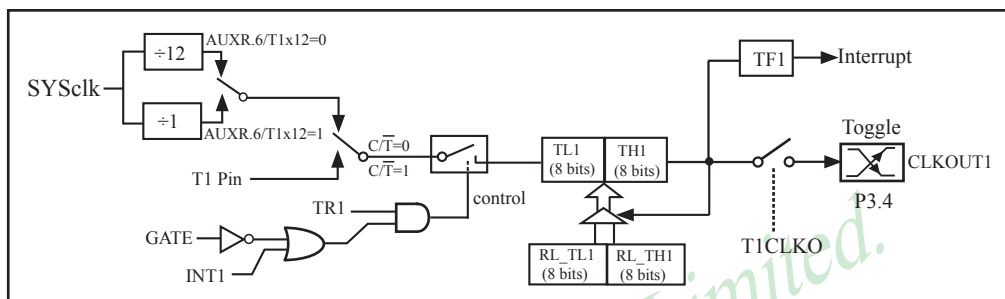 AUXR.6/T1x12=0
÷12
SYSclk
÷1
AUXR.6/T1x12=1
T1 Pin
C/T̅=0
C/T̅=1
TR1
control
GATE
INT1
TL1
(8 bits)
TH1
(8 bits)
RL_TL1
(8 bits)
RL_TH1
(8 bits)
TF1
Interrupt
Toggle
CLKOUT1
P3.4
T1CLKO
Limited.